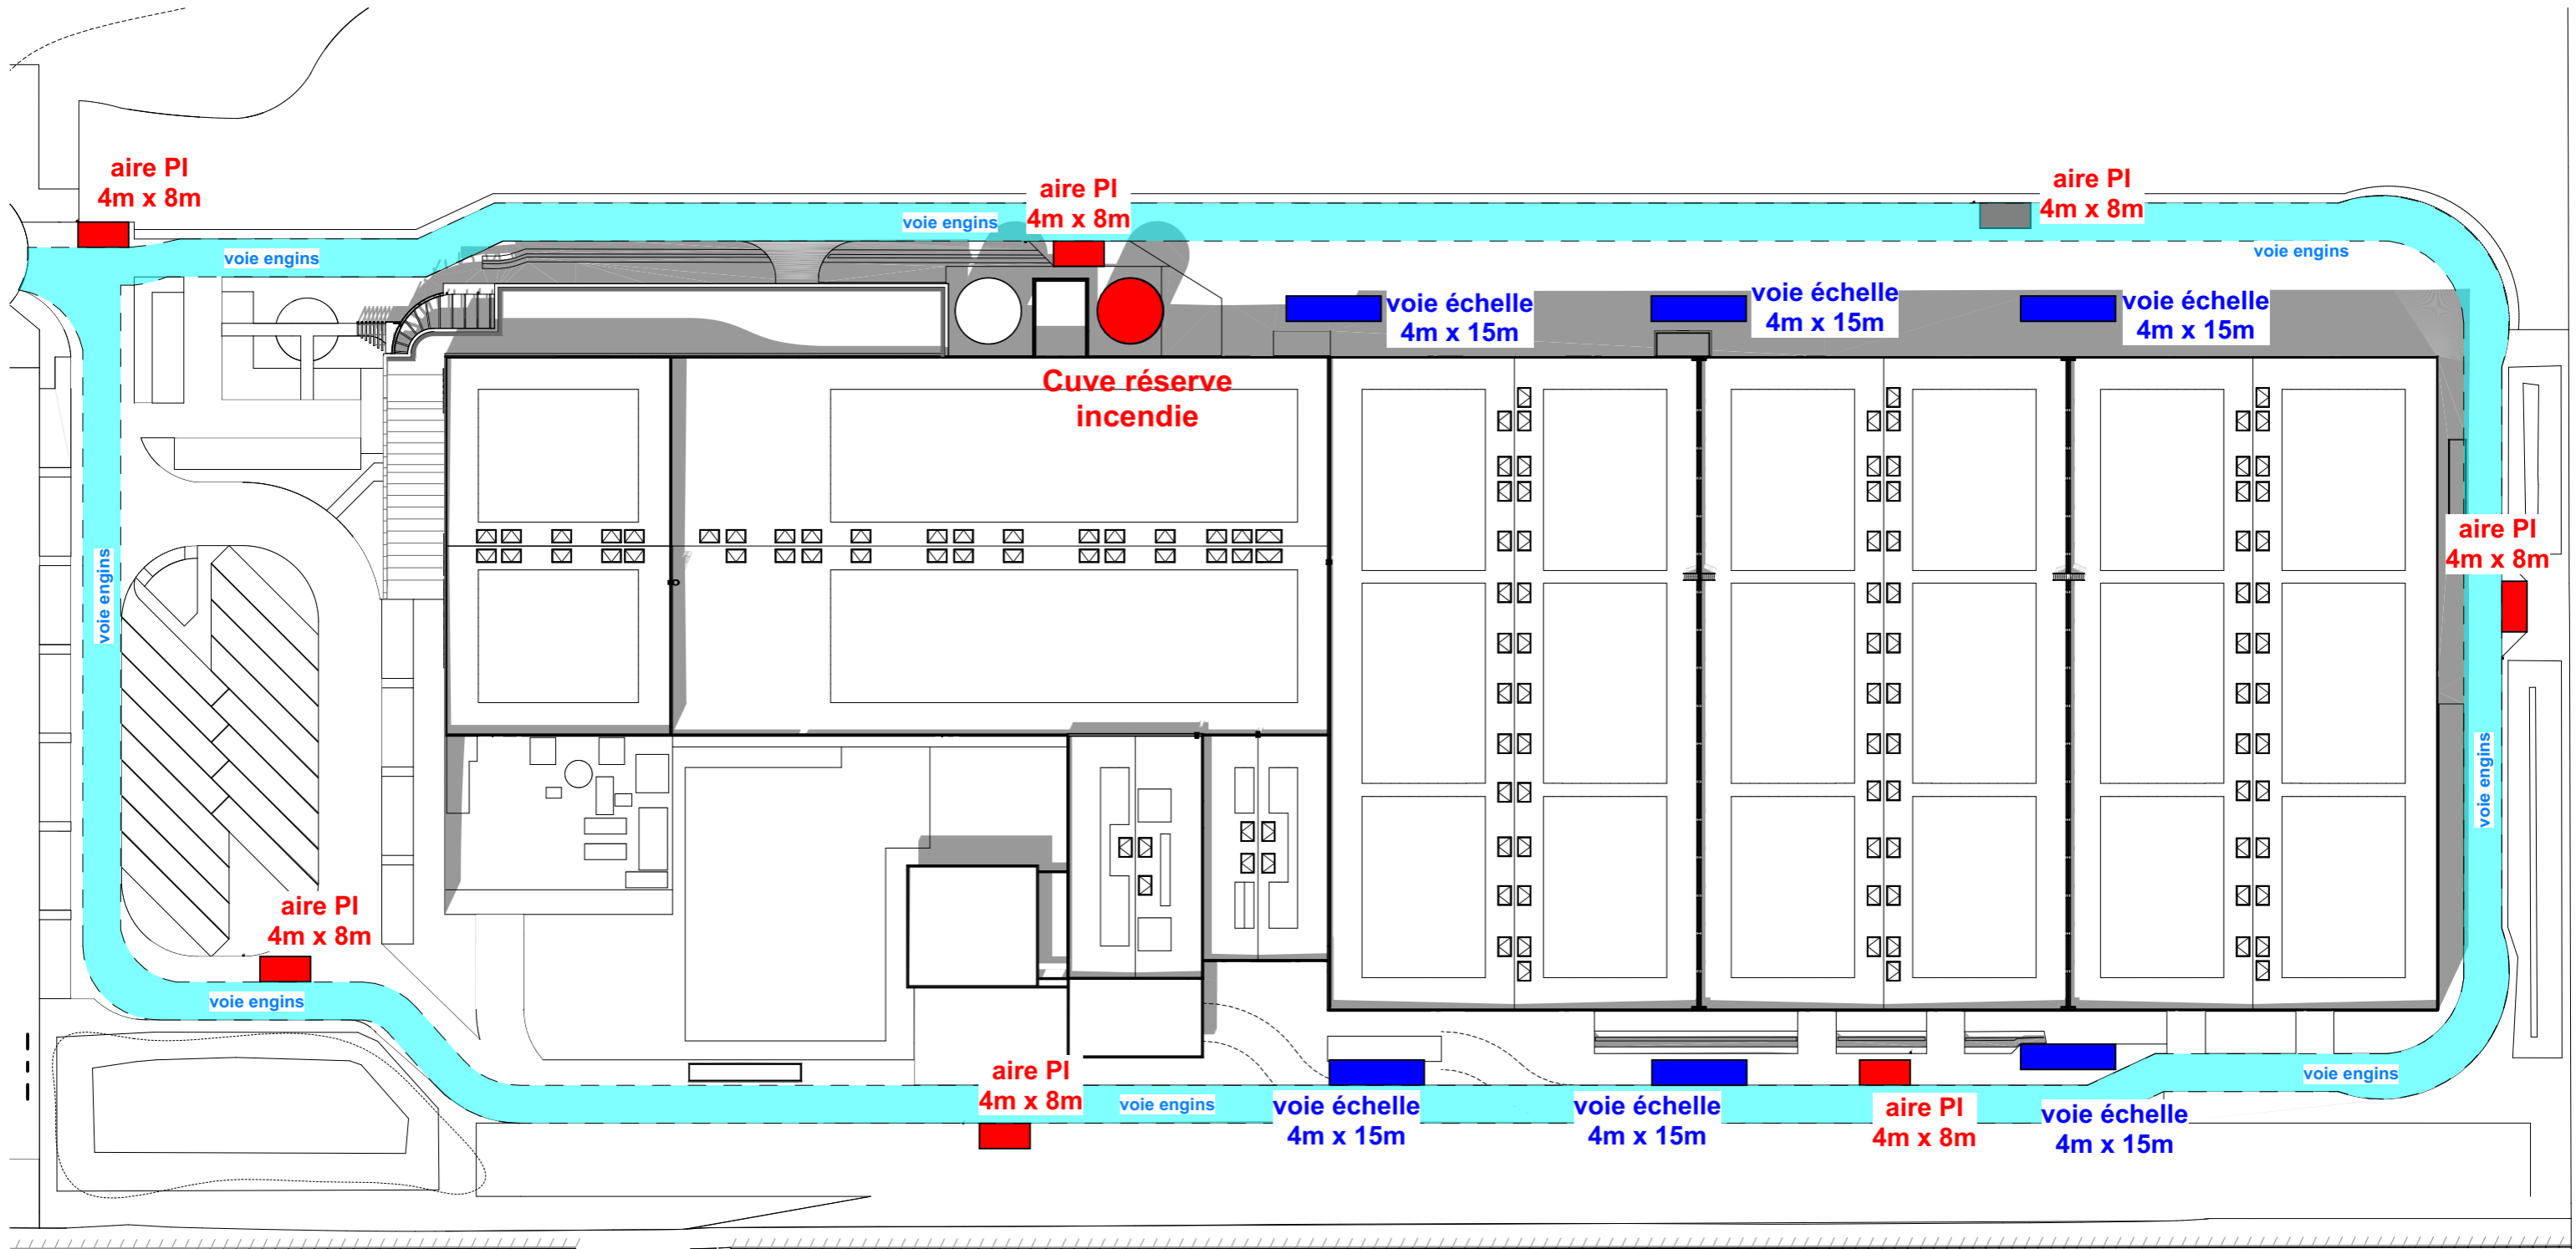 aire PI
4m x 8m
aire PI
4m x 8m
aire PI
4m x 8m
voie engins
voie engins
voie engins
voie échelle
4m x 15m
voie échelle
4m x 15m
voie échelle
4m x 15m
Cuve réserve
incendie
aire PI
4m x 8m
voie engins
voie engins
aire PI
4m x 8m
voie engins
aire PI
4m x 8m
voie engins
voie engins
voie échelle
4m x 15m
voie échelle
4m x 15m
aire PI
4m x 8m
voie échelle
4m x 15m